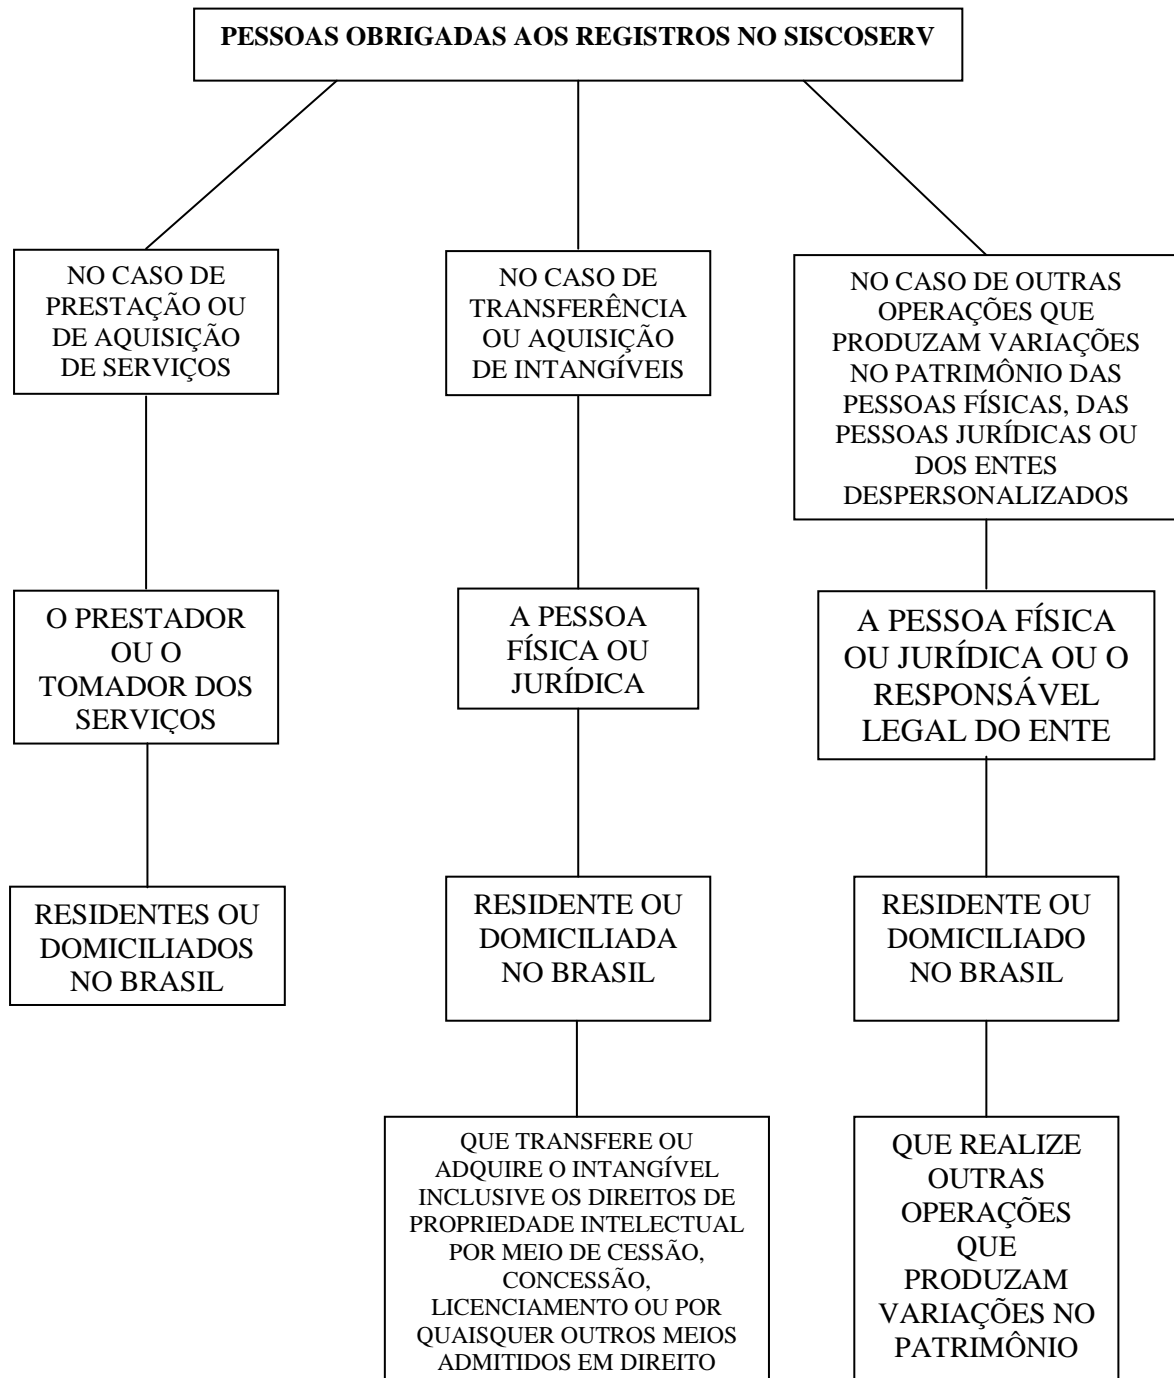 PESSOAS OBRIGADAS AOS REGISTROS NO SISCOSERV
NO CASO DE
PRESTAÇÃO OU
DE AQUISIÇÃO
DE SERVIÇOS
NO CASO DE
TRANSFERÊNCIA
OU AQUISIÇÃO
DE INTANGÍVEIS
NO CASO DE OUTRAS
OPERAÇÕES QUE
PRODUZAM VARIAÇÕES
NO PATRIMÔNIO DAS
PESSOAS FÍSICAS, DAS
PESSOAS JURÍDICAS OU
DOS ENTES
DESPERSONALIZADOS
O PRESTADOR
OU O
TOMADOR DOS
SERVIÇOS
A PESSOA
FÍSICA OU
JURÍDICA
A PESSOA FÍSICA
OU JURÍDICA OU O
RESPONSÁVEL
LEGAL DO ENTE
RESIDENTES OU
DOMICILIADOS
NO BRASIL
RESIDENTE OU
DOMICILIADA
NO BRASIL
RESIDENTE OU
DOMICILIADO
NO BRASIL
QUE TRANSFERE OU
ADQUIRE O INTANGÍVEL
INCLUSIVE OS DIREITOS DE
PROPRIEDADE INTELECTUAL
POR MEIO DE CESSÃO,
CONCESSÃO,
LICENCIAMENTO OU POR
QUAISQUER OUTROS MEIOS
ADMITIDOS EM DIREITO
QUE REALIZE
OUTRAS
OPERAÇÕES
QUE
PRODUZAM
VARIAÇÕES NO
PATRIMÔNIO